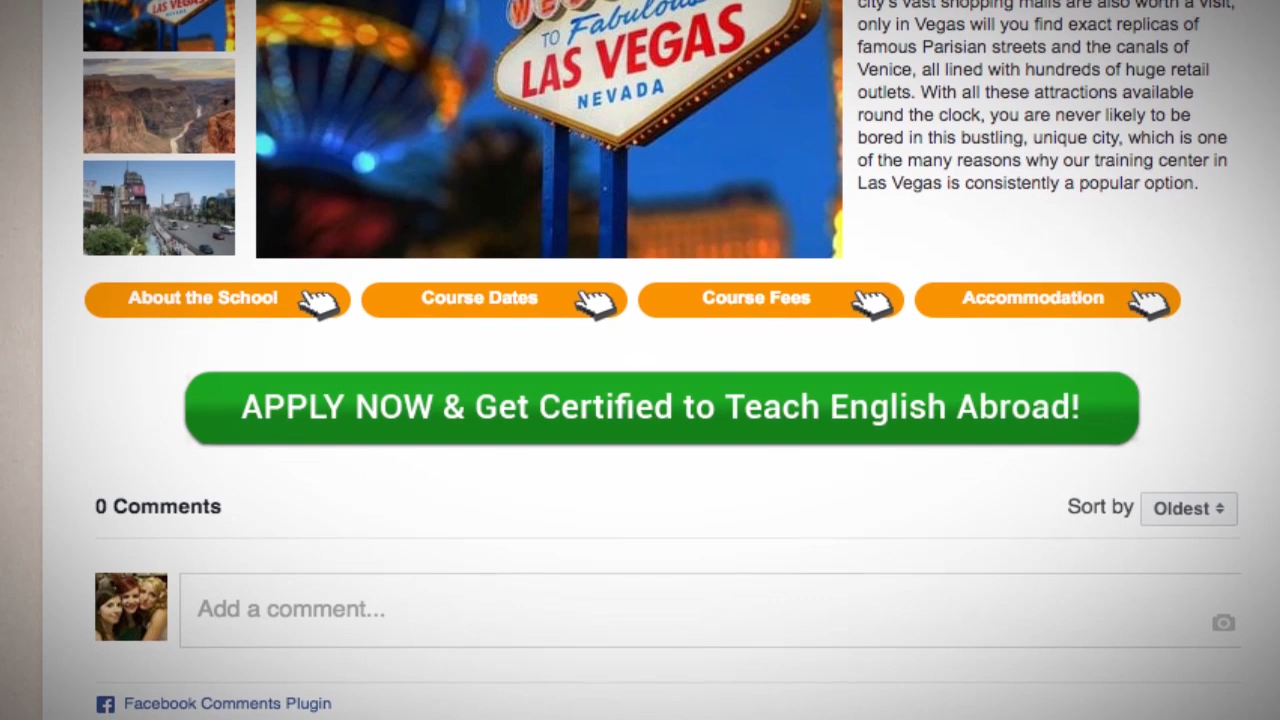 LAS VEGAS
WE
TO Fabulous
LAS VEGAS
NEVADA
city's vast shopping malls are also worth a visit,
only in Vegas will you find exact replicas of
famous Parisian streets and the canals of
Venice, all lined with hundreds of huge retail
outlets. With all these attractions available
round the clock, you are never likely to be
bored in this bustling, unique city, which is one
of the many reasons why our training center in
Las Vegas is consistently a popular option.
About the School
Course Dates
Course Fees
Accommodation
APPLY NOW & Get Certified to Teach English Abroad!
0 Comments
Sort by
Oldest
Add a comment...
Facebook Comments Plugin